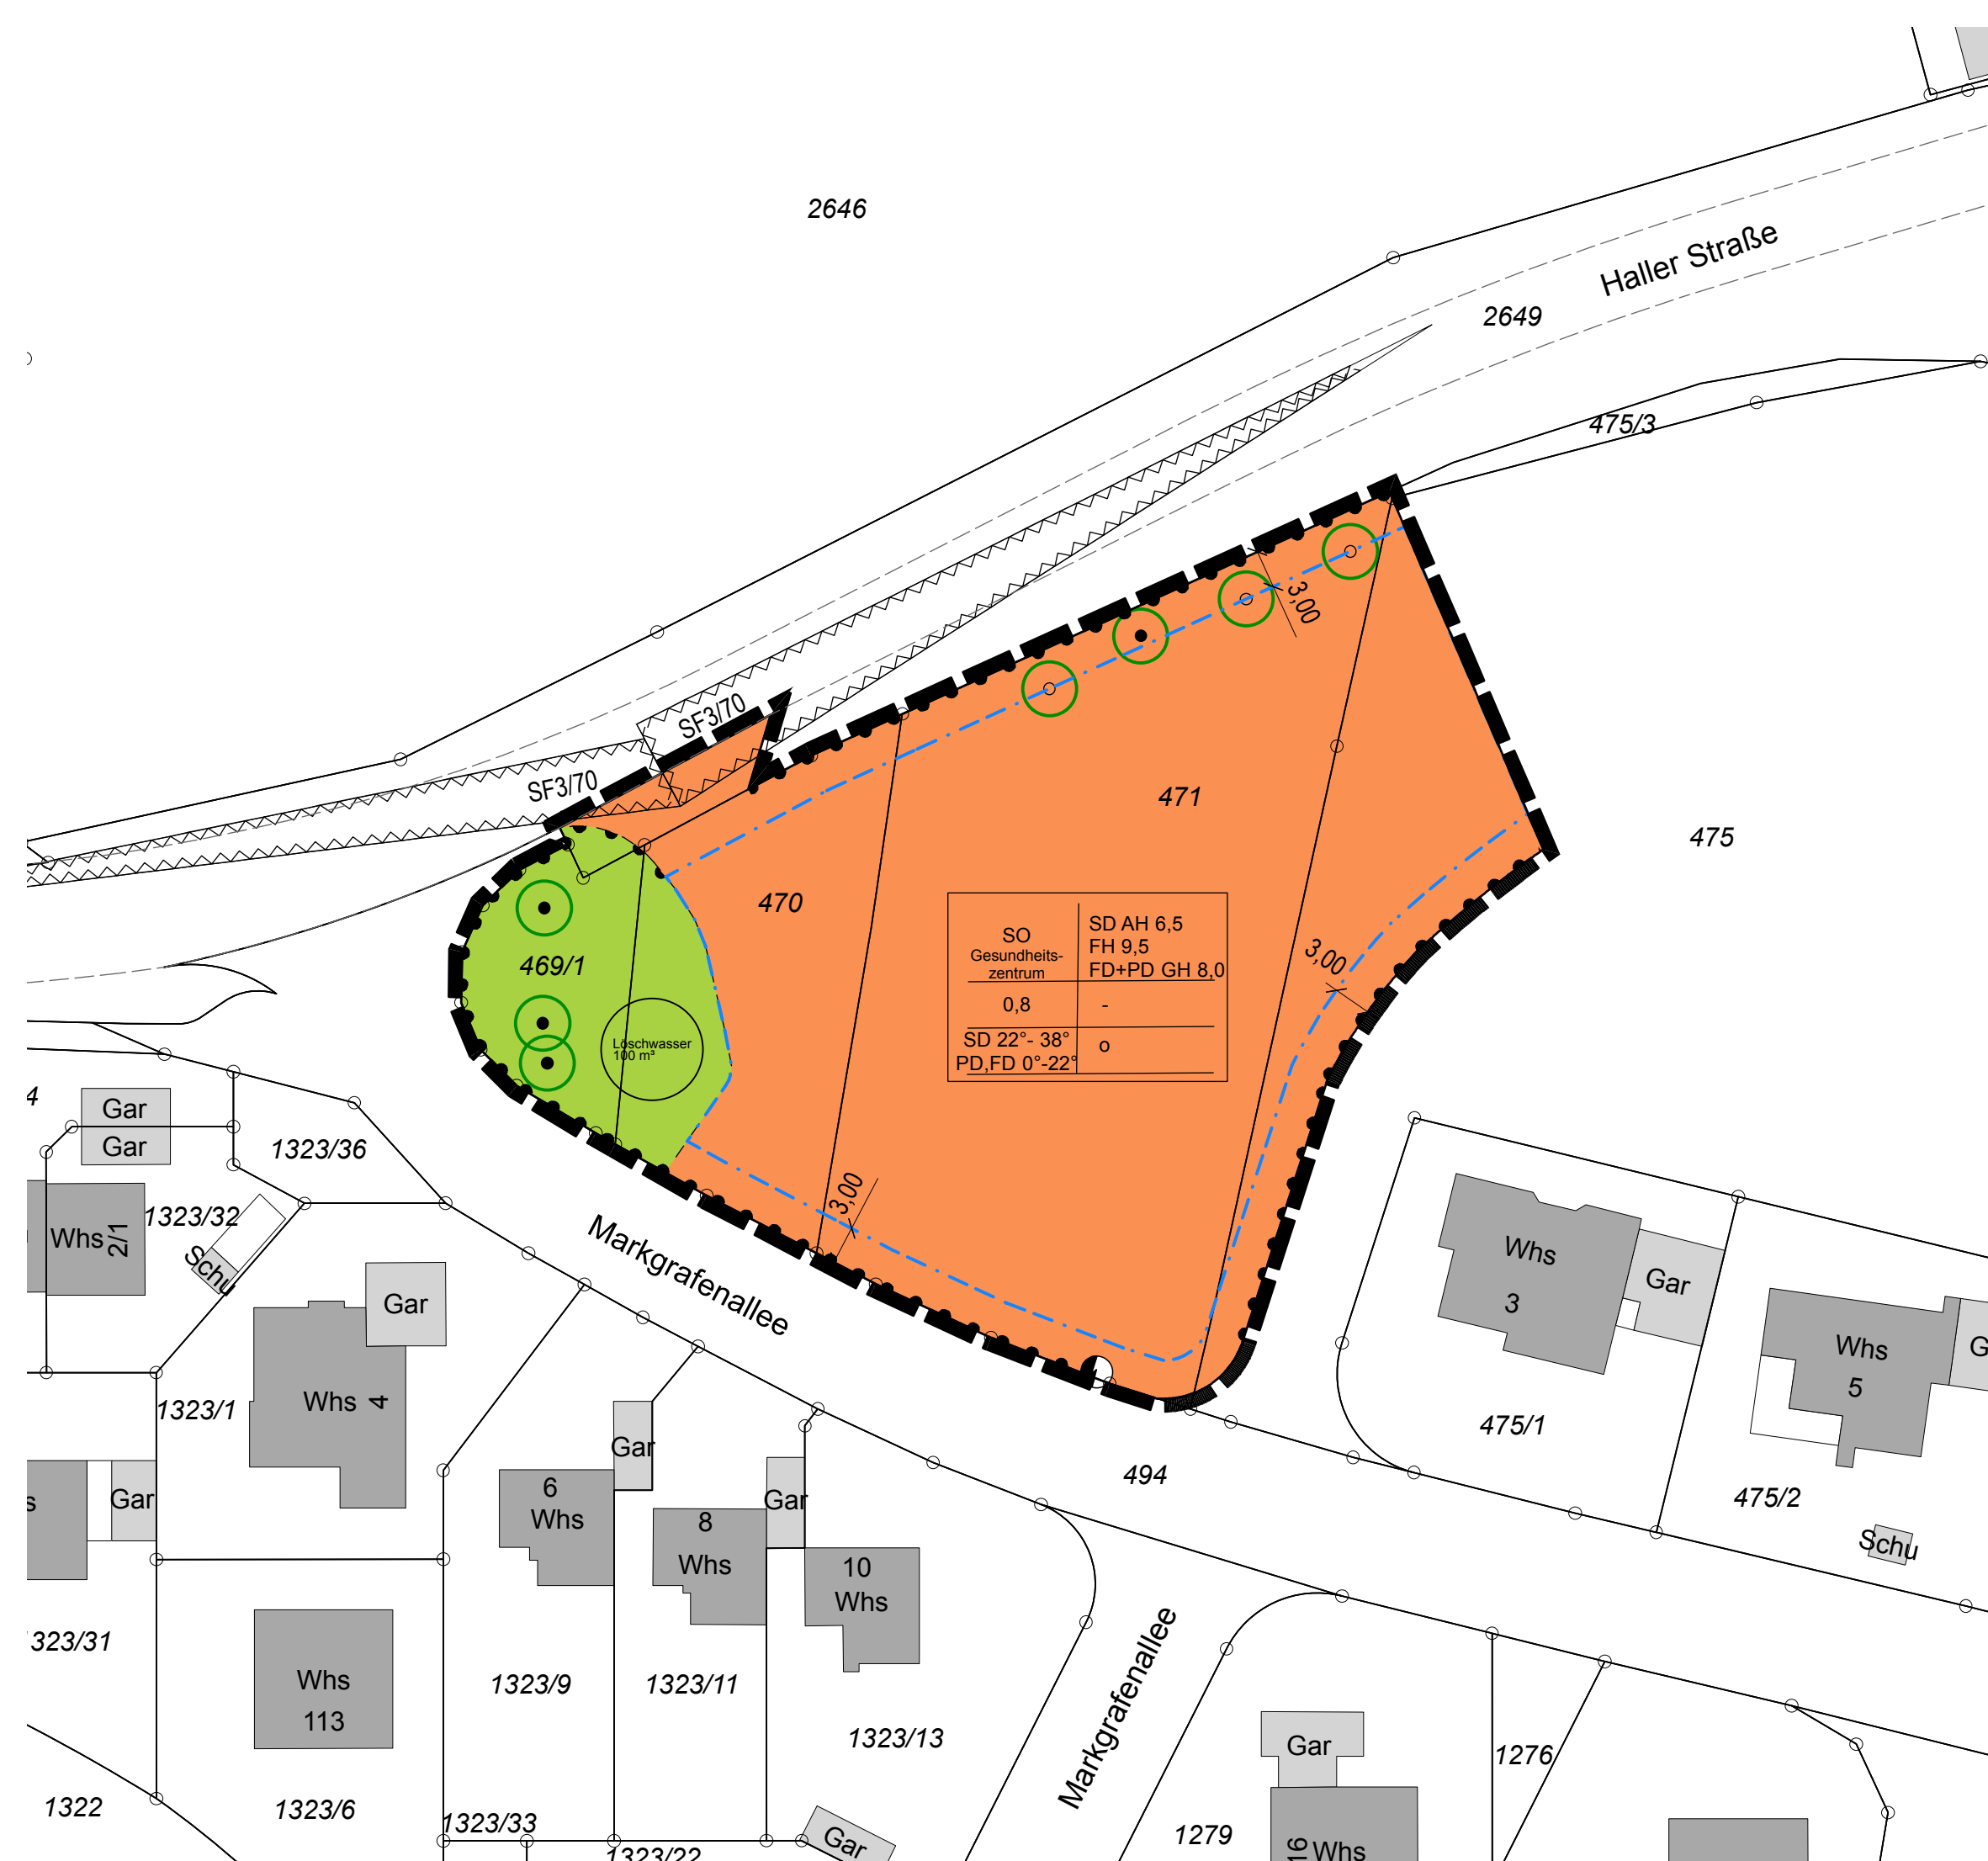 2646
Haller Straße
2649
475/3
SF3/70
SF3/70
3,00
471
475
470
469/1
3,00
SO
Gesundheits-
zentrum
SD AH 6,5
FH 9,5
FD+PD GH 8,0
0,8
-
SD 22°- 38°
PD,FD 0°-22°
o
Löschwasser
100 m³
4
Gar
Gar
1323/36
1323/32
Whs
2/1
Schu
3,00
Markgrafenallee
Whs
3
Gar
Whs
5
G
Gar
Whs
4
1323/1
475/1
494
475/2
Schu
s
Gar
Gar
6
Whs
Gar
8
Whs
10
Whs
323/31
Whs
113
1323/9
1323/11
1323/13
Markgrafenallee
Gar
1276
1322
1323/6
1323/33
1323/22
Gar
1279
16
Whs